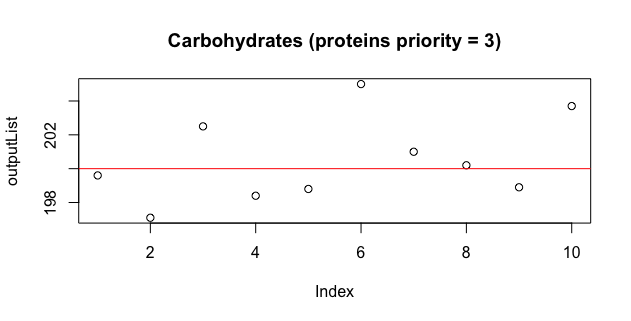 Carbohydrates (proteins priority = 3)
outputList
202
198
2 4 6 8 10
Index